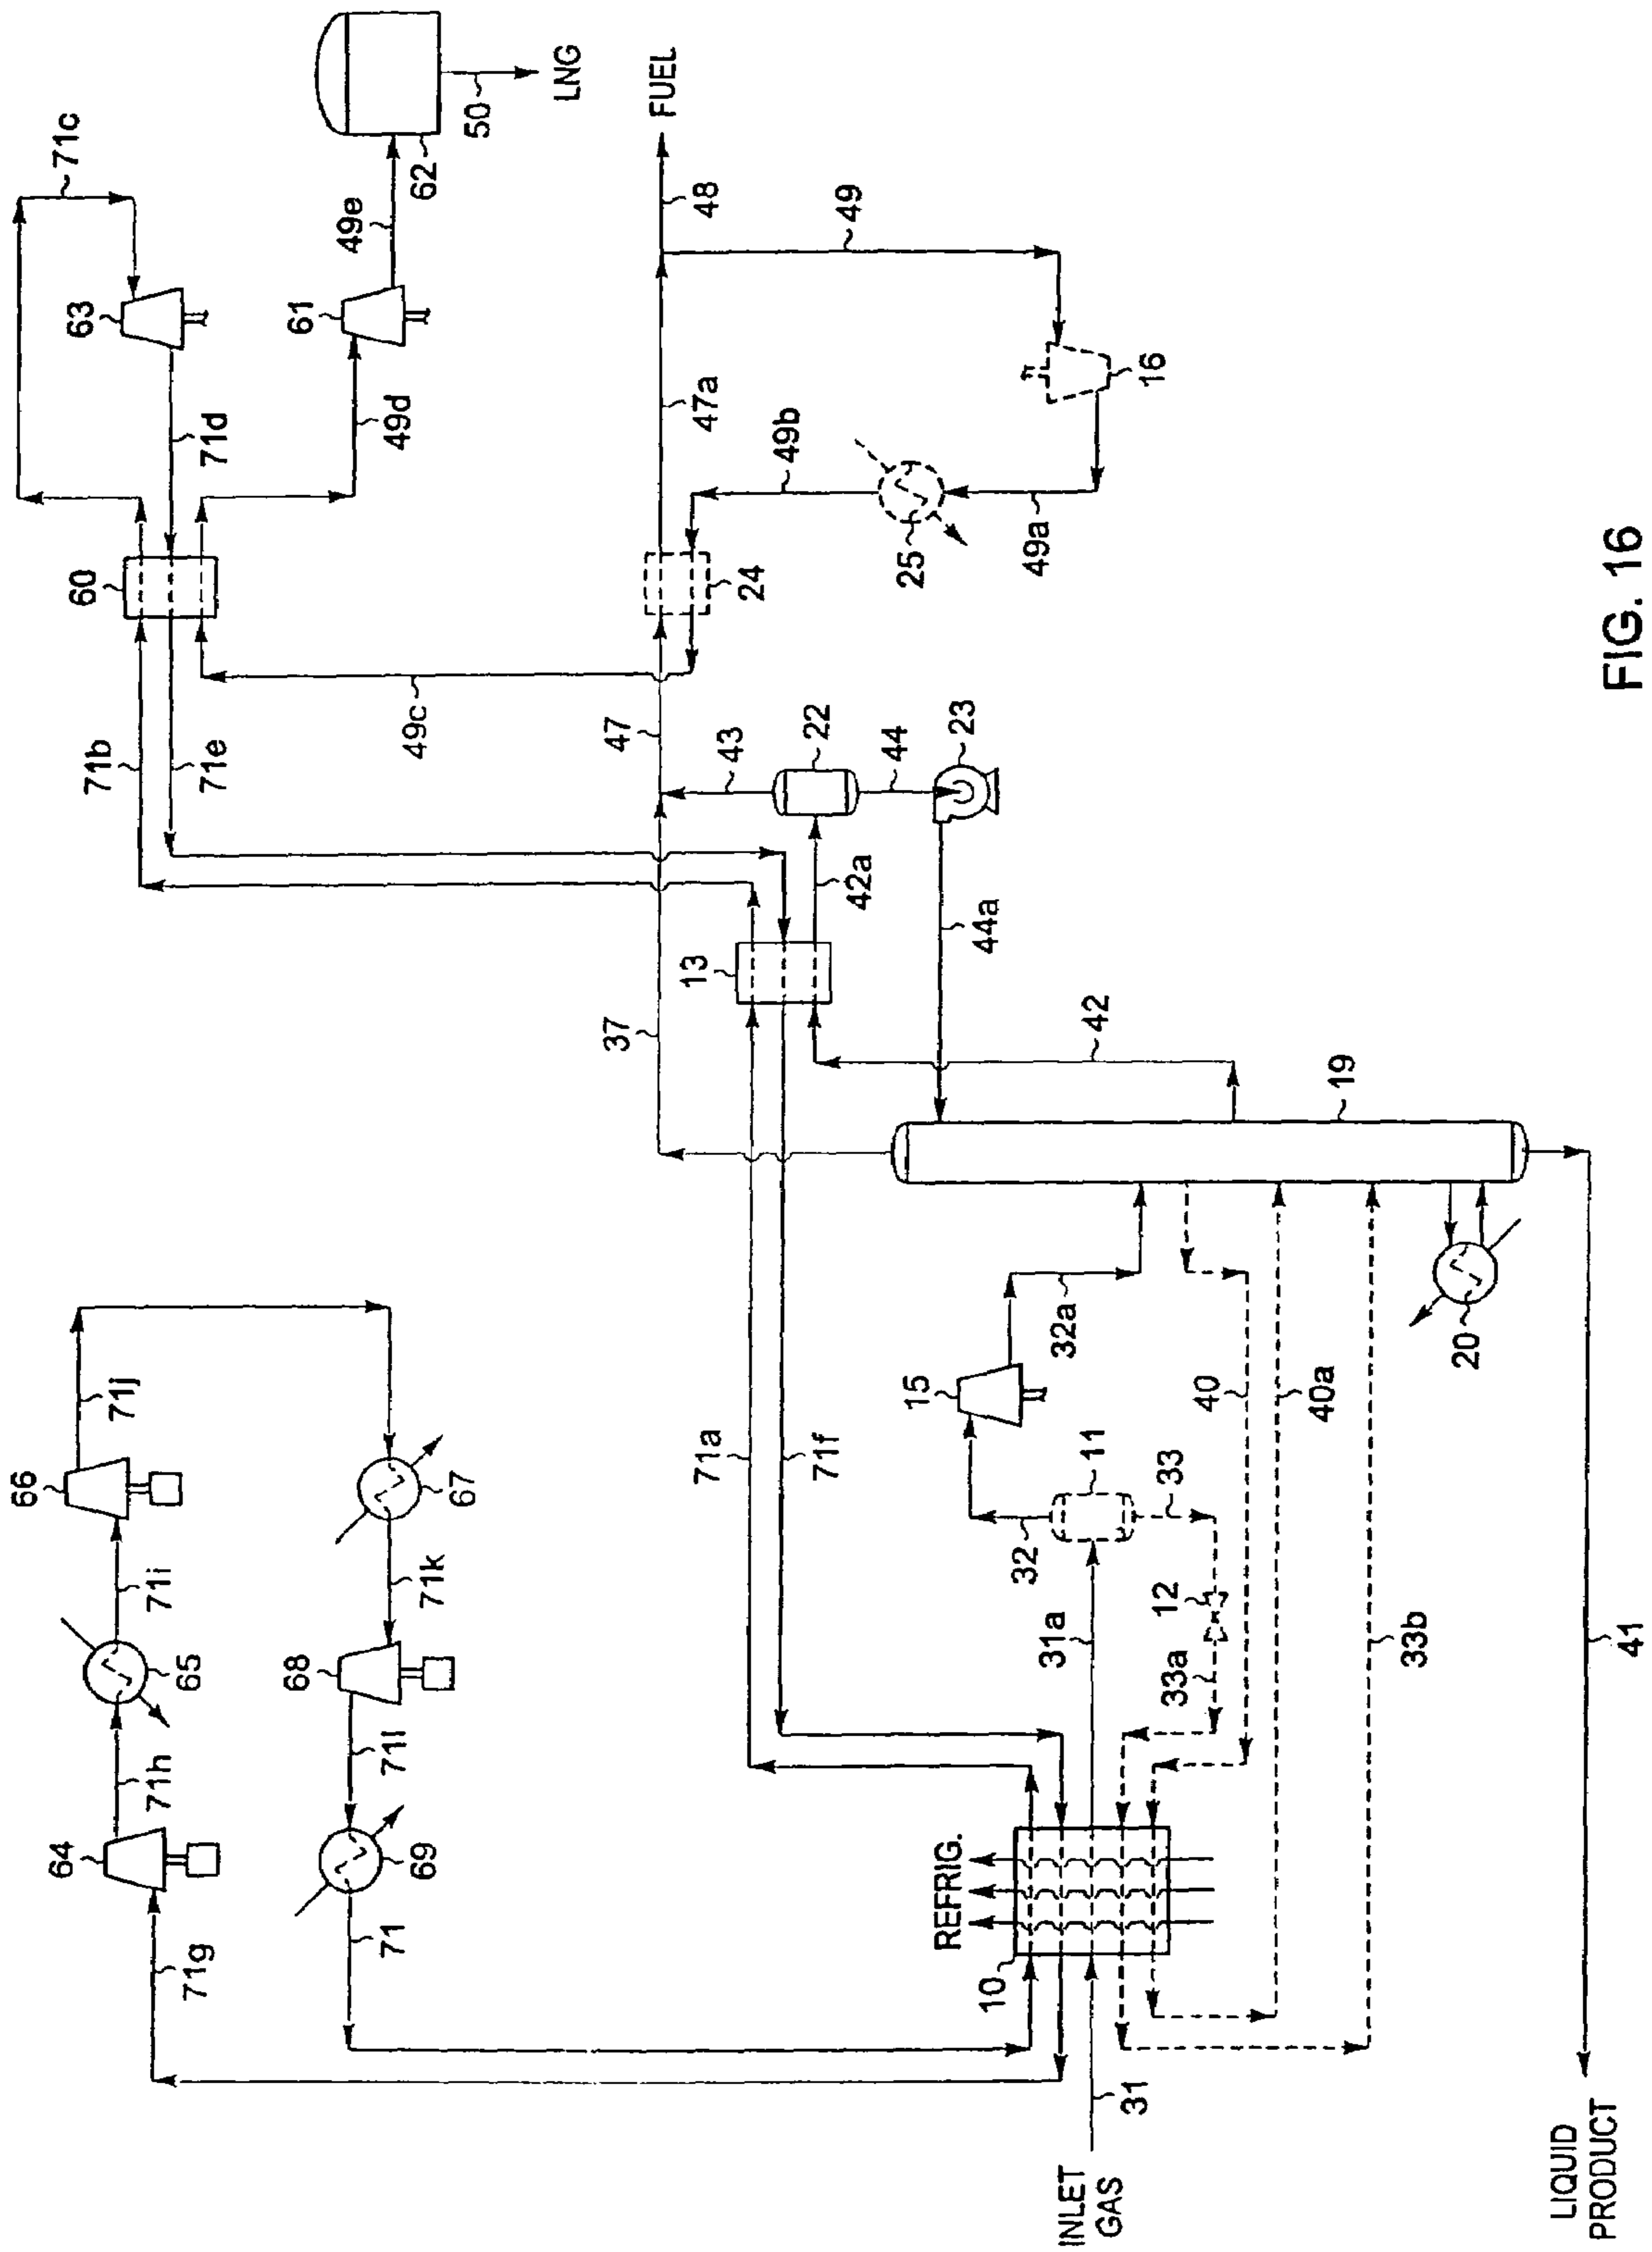 FIG. 16
71g
64
71h
65
71i
66
71j
67
71k
68
71l
69
71
REFRIG.
10
INLET
GAS
31
31a
33a
12
33
11
32
15
32a
40
40a
33b
41
LIQUID
PRODUCT
20
19
42
44a
42a
13
37
71a
71f
22
23
43
44
47
71b
71e
49c
60
24
25
49a
49b
16
49
47a
48
FUEL
71d
63
71c
49d
61
49e
62
50
LNG